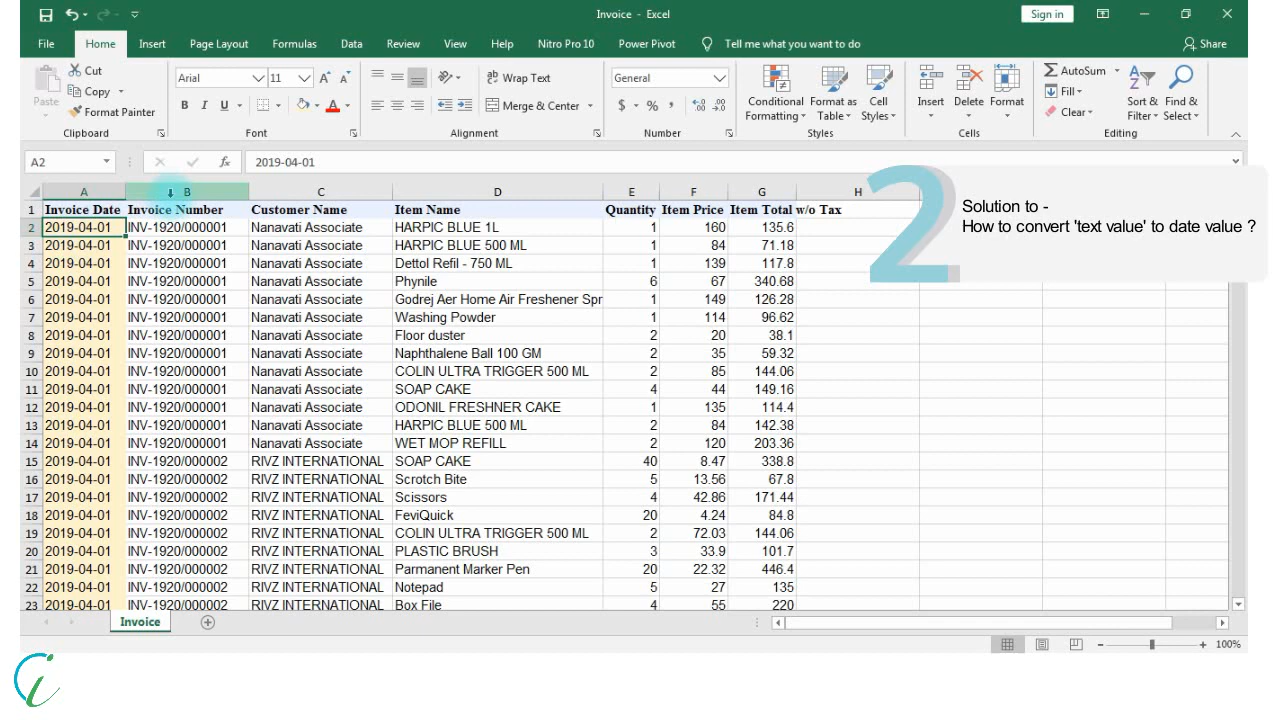 Invoice - Excel
Sign in
File Home Insert Page Layout Formulas Data Review View Help Nitro Pro 10 Power Pivot Tell me what you want to do Share
Paste
Cut
Copy
Format Painter
Clipboard
Arial 11 A A
B I U A
Font
ab Wrap Text
Merge & Center
Alignment
General
$ % ,
Number
Conditional Formatting
Format as Table
Cell Styles
Styles
Insert Delete Format
Cells
AutoSum
Fill
Clear
Sort & Filter
Find & Select
Editing
A2 fx 2019-04-01
2
Solution to -
How to convert 'text value' to date value ?
A B C D E F G H
1 Invoice Date Invoice Number Customer Name Item Name Quantity Item Price Item Total w/o Tax
2 2019-04-01 INV-1920/000001 Nanavati Associate HARPIC BLUE 1L 1 160 135.6
3 2019-04-01 INV-1920/000001 Nanavati Associate HARPIC BLUE 500 ML 1 84 71.18
4 2019-04-01 INV-1920/000001 Nanavati Associate Dettol Refil - 750 ML 1 139 117.8
5 2019-04-01 INV-1920/000001 Nanavati Associate Phynile 6 67 340.68
6 2019-04-01 INV-1920/000001 Nanavati Associate Godrej Aer Home Air Freshener Spr 1 149 126.28
7 2019-04-01 INV-1920/000001 Nanavati Associate Washing Powder 1 114 96.62
8 2019-04-01 INV-1920/000001 Nanavati Associate Floor duster 2 20 38.1
9 2019-04-01 INV-1920/000001 Nanavati Associate Naphthalene Ball 100 GM 2 35 59.32
10 2019-04-01 INV-1920/000001 Nanavati Associate COLIN ULTRA TRIGGER 500 ML 2 85 144.06
11 2019-04-01 INV-1920/000001 Nanavati Associate SOAP CAKE 4 44 149.16
12 2019-04-01 INV-1920/000001 Nanavati Associate ODONIL FRESHNER CAKE 1 135 114.4
13 2019-04-01 INV-1920/000001 Nanavati Associate HARPIC BLUE 500 ML 2 84 142.38
14 2019-04-01 INV-1920/000001 Nanavati Associate WET MOP REFILL 2 120 203.36
15 2019-04-01 INV-1920/000002 RIVZ INTERNATIONAL SOAP CAKE 40 8.47 338.8
16 2019-04-01 INV-1920/000002 RIVZ INTERNATIONAL Scrotch Bite 5 13.56 67.8
17 2019-04-01 INV-1920/000002 RIVZ INTERNATIONAL Scissors 4 42.86 171.44
18 2019-04-01 INV-1920/000002 RIVZ INTERNATIONAL FeviQuick 20 4.24 84.8
19 2019-04-01 INV-1920/000002 RIVZ INTERNATIONAL COLIN ULTRA TRIGGER 500 ML 2 72.03 144.06
20 2019-04-01 INV-1920/000002 RIVZ INTERNATIONAL PLASTIC BRUSH 3 33.9 101.7
21 2019-04-01 INV-1920/000002 RIVZ INTERNATIONAL Parmanent Marker Pen 20 22.32 446.4
22 2019-04-01 INV-1920/000002 RIVZ INTERNATIONAL Notepad 5 27 135
23 2019-04-01 INV-1920/000002 RIVZ INTERNATIONAL Box File 4 55 220
Invoice
100%
i